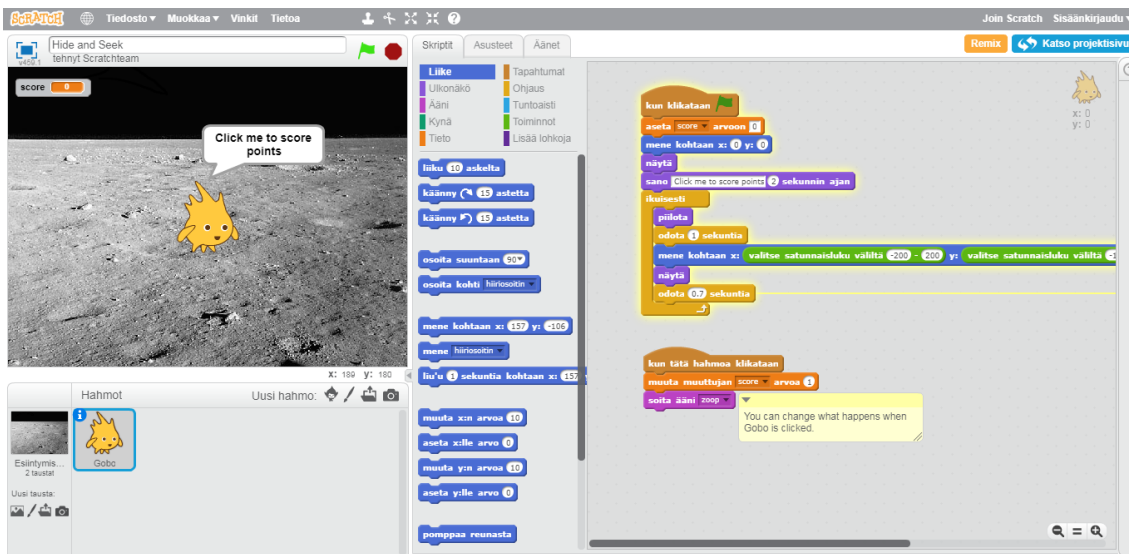 SCRATCH Tiedosto Muokkaa Vinkit Tietoa Join Scratch Sisäänkirjaudu
Hide and Seek
tehnyt Scratchteam
v459.1
score 0
Click me to score
points
x: 189 y: 180
Hahmot Uusi hahmo:
Esiintymis...
2 taustat
Uusi tausta:
Gobo
Skriptit Asusteet Äänet
Remix Katso projektisivu
Liike Tapahtumat
Ulkonäkö Ohjaus
Ääni Tuntoaisti
Kynä Toiminnot
Tieto Lisää lohkoja
liiku 10 askelta
käänny 15 astetta
käänny 15 astetta
osoita suuntaan 90
osoita kohti hiiriosoitin
mene kohtaan x: 157 y: -106
mene hiiriosoitin
liu'u 1 sekuntia kohtaan x: 157
muuta x:n arvoa 10
aseta x:lle arvo 0
muuta y:n arvoa 10
aseta y:lle arvo 0
pomppaa reunasta
x: 0
y: 0
kun klikataan
aseta score arvoon 0
mene kohtaan x: 0 y: 0
näytä
sano Click me to score points 2 sekunnin ajan
ikuisesti
piilota
odota 1 sekuntia
mene kohtaan x: valitse satunnaisluku väliltä -200 - 200 y: valitse satunnaisluku väliltä
näytä
odota 0.7 sekuntia
kun tätä hahmoa klikataan
muuta muuttujan score arvoa 1
soita ääni zoop
You can change what happens when
Gobo is clicked.